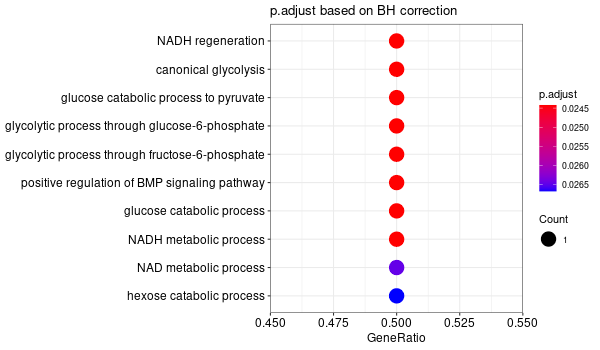 p.adjust based on BH correction
NADH regeneration
canonical glycolysis
glucose catabolic process to pyruvate
glycolytic process through glucose-6-phosphate
glycolytic process through fructose-6-phosphate
positive regulation of BMP signaling pathway
glucose catabolic process
NADH metabolic process
NAD metabolic process
hexose catabolic process
0.450 0.475 0.500 0.525 0.550
GeneRatio
p.adjust
0.0245
0.0250
0.0255
0.0260
0.0265
Count
1